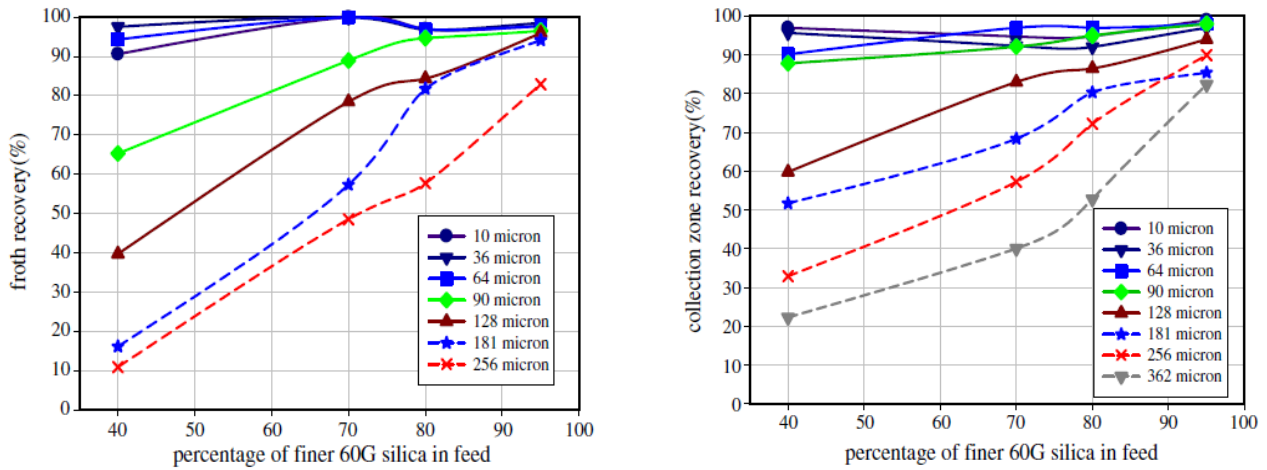 froth recovery(%)
100
90
80
70
60
50
40
30
20
10
0
10 micron
36 micron
64 micron
90 micron
128 micron
181 micron
256 micron
40 50 60 70 80 90 100
percentage of finer 60G silica in feed
collection zone recovery(%)
100
90
80
70
60
50
40
30
20
10
0
10 micron
36 micron
64 micron
90 micron
128 micron
181 micron
256 micron
362 micron
40 50 60 70 80 90 100
percentage of finer 60G silica in feed